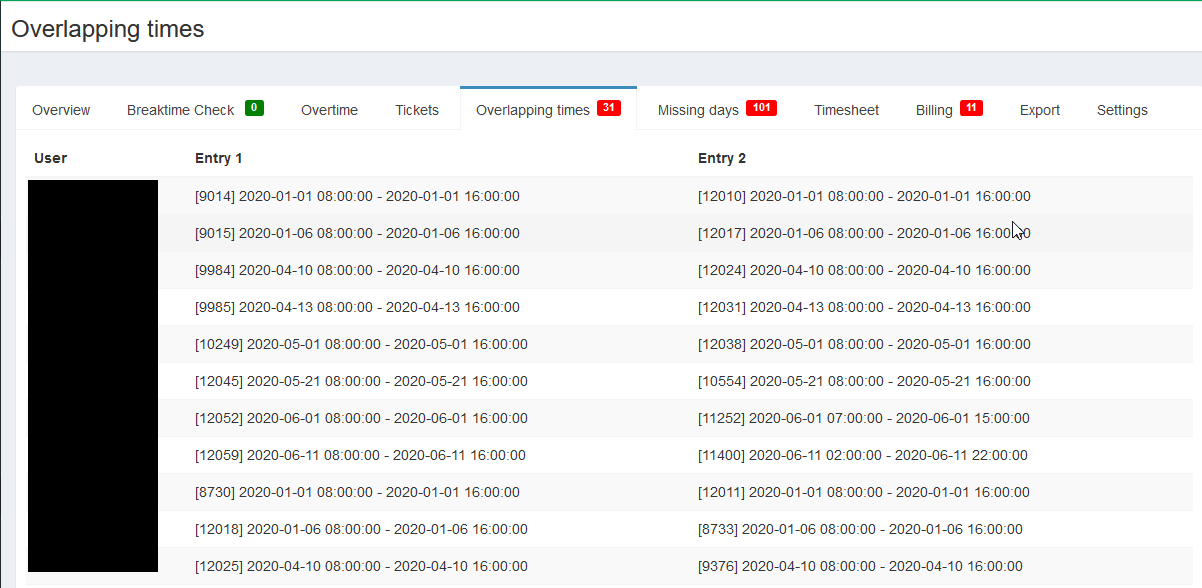 Overlapping times
Overview Breaktime Check 0 Overtime Tickets Overlapping times 31 Missing days 101 Timesheet Billing 11 Export Settings
User Entry 1 Entry 2
[9014] 2020-01-01 08:00:00 - 2020-01-01 16:00:00 [12010] 2020-01-01 08:00:00 - 2020-01-01 16:00:00
[9015] 2020-01-06 08:00:00 - 2020-01-06 16:00:00 [12017] 2020-01-06 08:00:00 - 2020-01-06 16:00:00
[9984] 2020-04-10 08:00:00 - 2020-04-10 16:00:00 [12024] 2020-04-10 08:00:00 - 2020-04-10 16:00:00
[9985] 2020-04-13 08:00:00 - 2020-04-13 16:00:00 [12031] 2020-04-13 08:00:00 - 2020-04-13 16:00:00
[10249] 2020-05-01 08:00:00 - 2020-05-01 16:00:00 [12038] 2020-05-01 08:00:00 - 2020-05-01 16:00:00
[12045] 2020-05-21 08:00:00 - 2020-05-21 16:00:00 [10554] 2020-05-21 08:00:00 - 2020-05-21 16:00:00
[12052] 2020-06-01 08:00:00 - 2020-06-01 16:00:00 [11252] 2020-06-01 07:00:00 - 2020-06-01 15:00:00
[12059] 2020-06-11 08:00:00 - 2020-06-11 16:00:00 [11400] 2020-06-11 02:00:00 - 2020-06-11 22:00:00
[8730] 2020-01-01 08:00:00 - 2020-01-01 16:00:00 [12011] 2020-01-01 08:00:00 - 2020-01-01 16:00:00
[12018] 2020-01-06 08:00:00 - 2020-01-06 16:00:00 [8733] 2020-01-06 08:00:00 - 2020-01-06 16:00:00
[12025] 2020-04-10 08:00:00 - 2020-04-10 16:00:00 [9376] 2020-04-10 08:00:00 - 2020-04-10 16:00:00